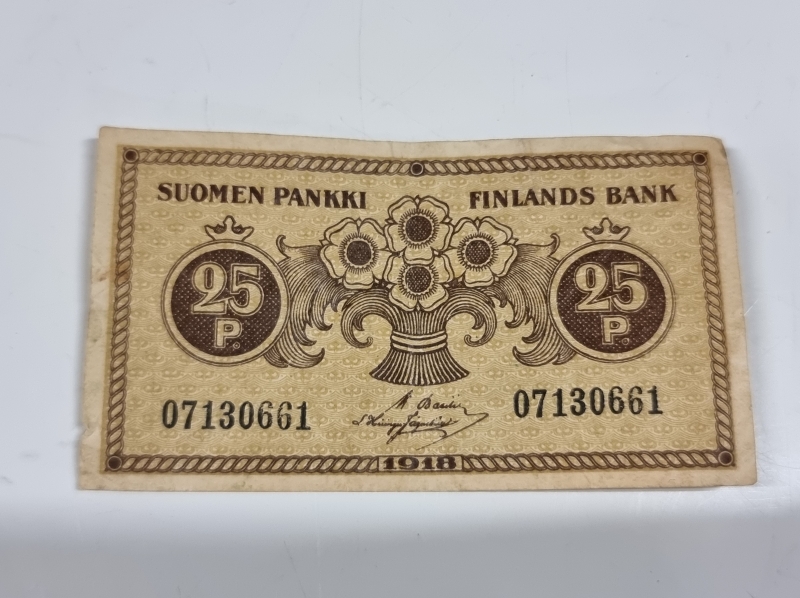 SUOMEN PANKKI FINLANDS BANK
25 P. 25 P.
07130661 07130661
1918